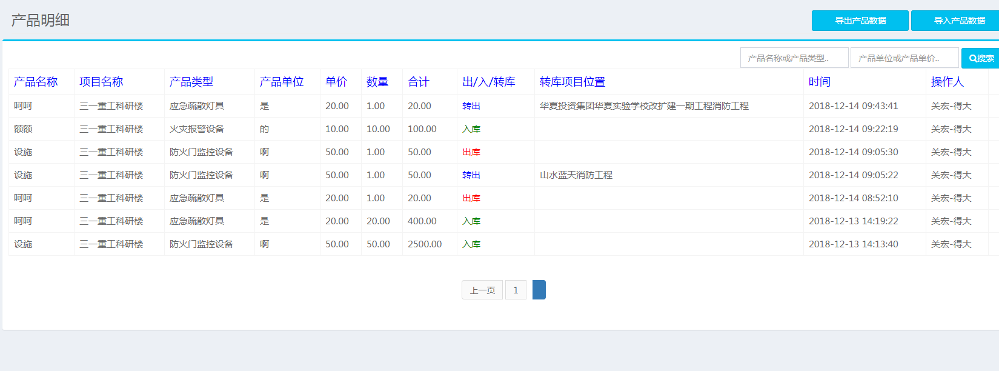 产品明细
导出产品数据 导入产品数据
产品名称或产品类型.. 产品单位或产品单价.. 搜索
产品名称 项目名称 产品类型 产品单位 单价 数量 合计 出/入/转库 转库项目位置 时间 操作人
呵呵 三一重工科研楼 应急疏散灯具 是 20.00 1.00 20.00 转出 华夏投资集团华夏实验学校改扩建一期工程消防工程 2018-12-14 09:43:41 关宏-得大
额额 三一重工科研楼 火灾报警设备 的 10.00 10.00 100.00 入库 2018-12-14 09:22:19 关宏-得大
设施 三一重工科研楼 防火门监控设备 啊 50.00 1.00 50.00 出库 2018-12-14 09:05:30 关宏-得大
设施 三一重工科研楼 防火门监控设备 啊 50.00 1.00 50.00 转出 山水蓝天消防工程 2018-12-14 09:05:22 关宏-得大
呵呵 三一重工科研楼 应急疏散灯具 是 20.00 1.00 20.00 出库 2018-12-14 08:52:10 关宏-得大
呵呵 三一重工科研楼 应急疏散灯具 是 20.00 20.00 400.00 入库 2018-12-13 14:19:22 关宏-得大
设施 三一重工科研楼 防火门监控设备 啊 50.00 50.00 2500.00 入库 2018-12-13 14:13:40 关宏-得大
上一页 1